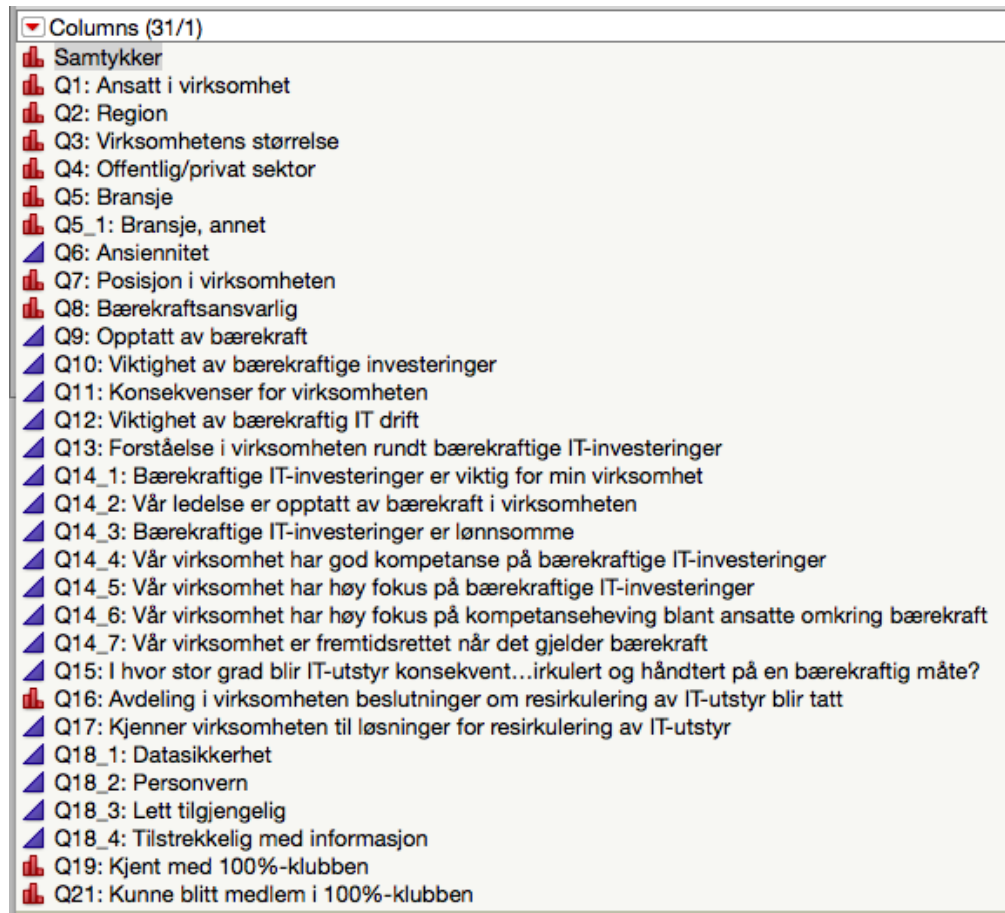 Columns (31/1)
Samtykker
Q1: Ansatt i virksomhet
Q2: Region
Q3: Virksomhetens størrelse
Q4: Offentlig/privat sektor
Q5: Bransje
Q5_1: Bransje, annet
Q6: Ansiennitet
Q7: Posisjon i virksomheten
Q8: Bærekraftsansvarlig
Q9: Opptatt av bærekraft
Q10: Viktighet av bærekraftige investeringer
Q11: Konsekvenser for virksomheten
Q12: Viktighet av bærekraftig IT drift
Q13: Forståelse i virksomheten rundt bærekraftige IT-investeringer
Q14_1: Bærekraftige IT-investeringer er viktig for min virksomhet
Q14_2: Vår ledelse er opptatt av bærekraft i virksomheten
Q14_3: Bærekraftige IT-investeringer er lønnsomme
Q14_4: Vår virksomhet har god kompetanse på bærekraftige IT-investeringer
Q14_5: Vår virksomhet har høy fokus på bærekraftige IT-investeringer
Q14_6: Vår virksomhet har høy fokus på kompetanseheving blant ansatte omkring bærekraft
Q14_7: Vår virksomhet er fremtidsrettet når det gjelder bærekraft
Q15: I hvor stor grad blir IT-utstyr konsekvent…irkulert og håndtert på en bærekraftig måte?
Q16: Avdeling i virksomheten beslutninger om resirkulering av IT-utstyr blir tatt
Q17: Kjenner virksomheten til løsninger for resirkulering av IT-utstyr
Q18_1: Datasikkerhet
Q18_2: Personvern
Q18_3: Lett tilgjengelig
Q18_4: Tilstrekkelig med informasjon
Q19: Kjent med 100%-klubben
Q21: Kunne blitt medlem i 100%-klubben